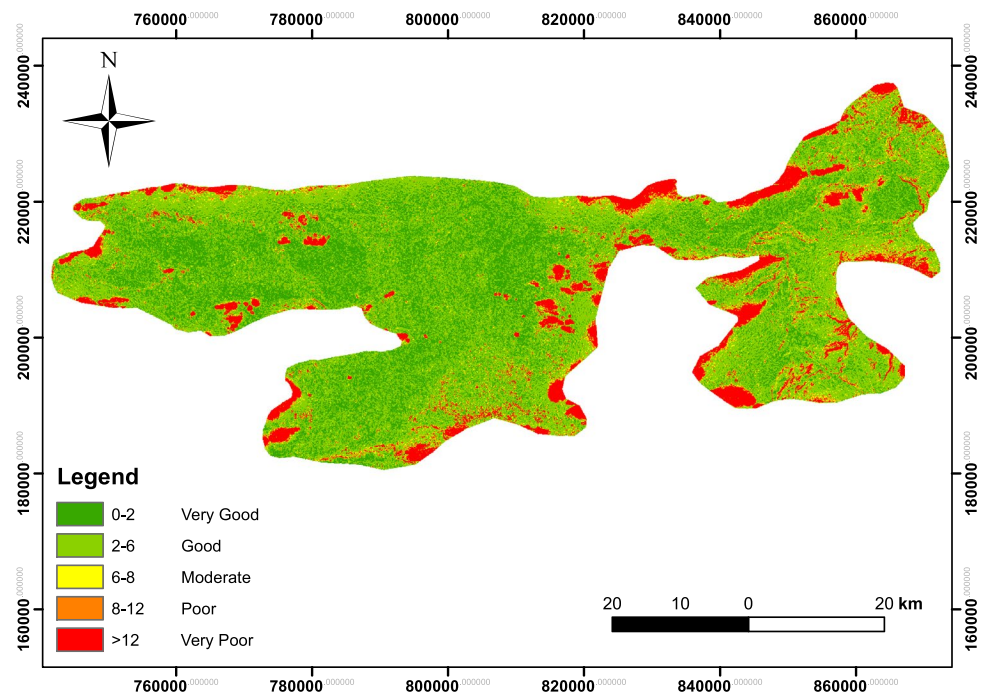 760000.000000 780000.000000 800000.000000 820000.000000 840000.000000 860000.000000
N
240000.000000 240000.000000
220000.000000 220000.000000
200000.000000 200000.000000
180000.000000 180000.000000
160000.000000 160000.000000
Legend
0-2 Very Good
2-6 Good
6-8 Moderate
8-12 Poor
>12 Very Poor
20 10 0 20 km
760000.000000 780000.000000 800000.000000 820000.000000 840000.000000 860000.000000